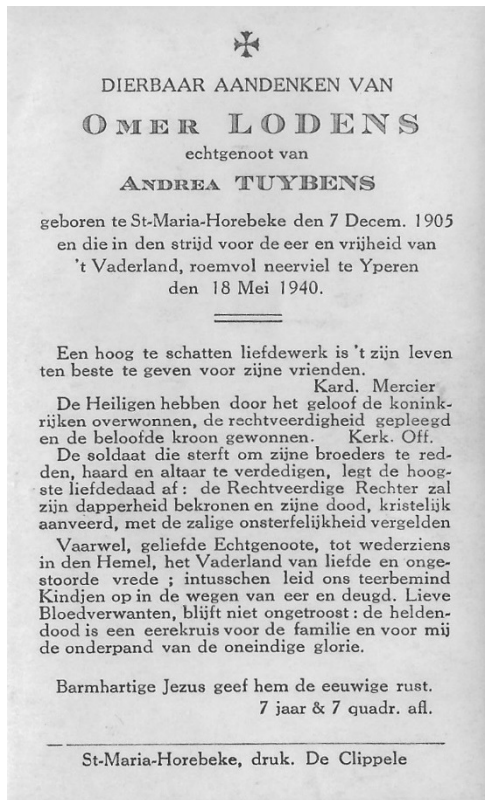 DIERBAAR AANDENKEN VAN
OMER LODENS
echtgenoot van
ANDREA TUYBENS
geboren te St-Maria-Horebeke den 7 Decem. 1905
en die in den strijd voor de eer en vrijheid van
't Vaderland, roemvol neerviel te Yperen
den 18 Mei 1940.
Een hoog te schatten liefdewerk is 't zijn leven
ten beste te geven voor zijne vrienden.
Kard. Mercier
De Heiligen hebben door het geloof de konink-
rijken overwonnen, de rechtveerdigheid gepleegd
en de beloofde kroon gewonnen. Kerk. Off.
De soldaat die sterft om zijne broeders te red-
den, haard en altaar te verdedigen, legt de hoog-
ste liefdedaad af : de Rechtveerdige Rechter zal
zijn dapperheid bekronen en zijne dood, kristelijk
aanveerd, met de zalige onsterfelijkheid vergelden
Vaarwel, geliefde Echtgenoote, tot wederziens
in den Hemel, het Vaderland van liefde en onge-
stoorde vrede ; intusschen leid ons teerbemind
Kindjen op in de wegen van eer en deugd. Lieve
Bloedverwanten, blijft niet ongetroost : de helden-
dood is een eerekruis voor de familie en voor mij
de onderpand van de oneindige glorie.
Barmhartige Jezus geef hem de eeuwige rust.
7 jaar & 7 quadr. afl.
St-Maria-Horebeke, druk. De Clippele